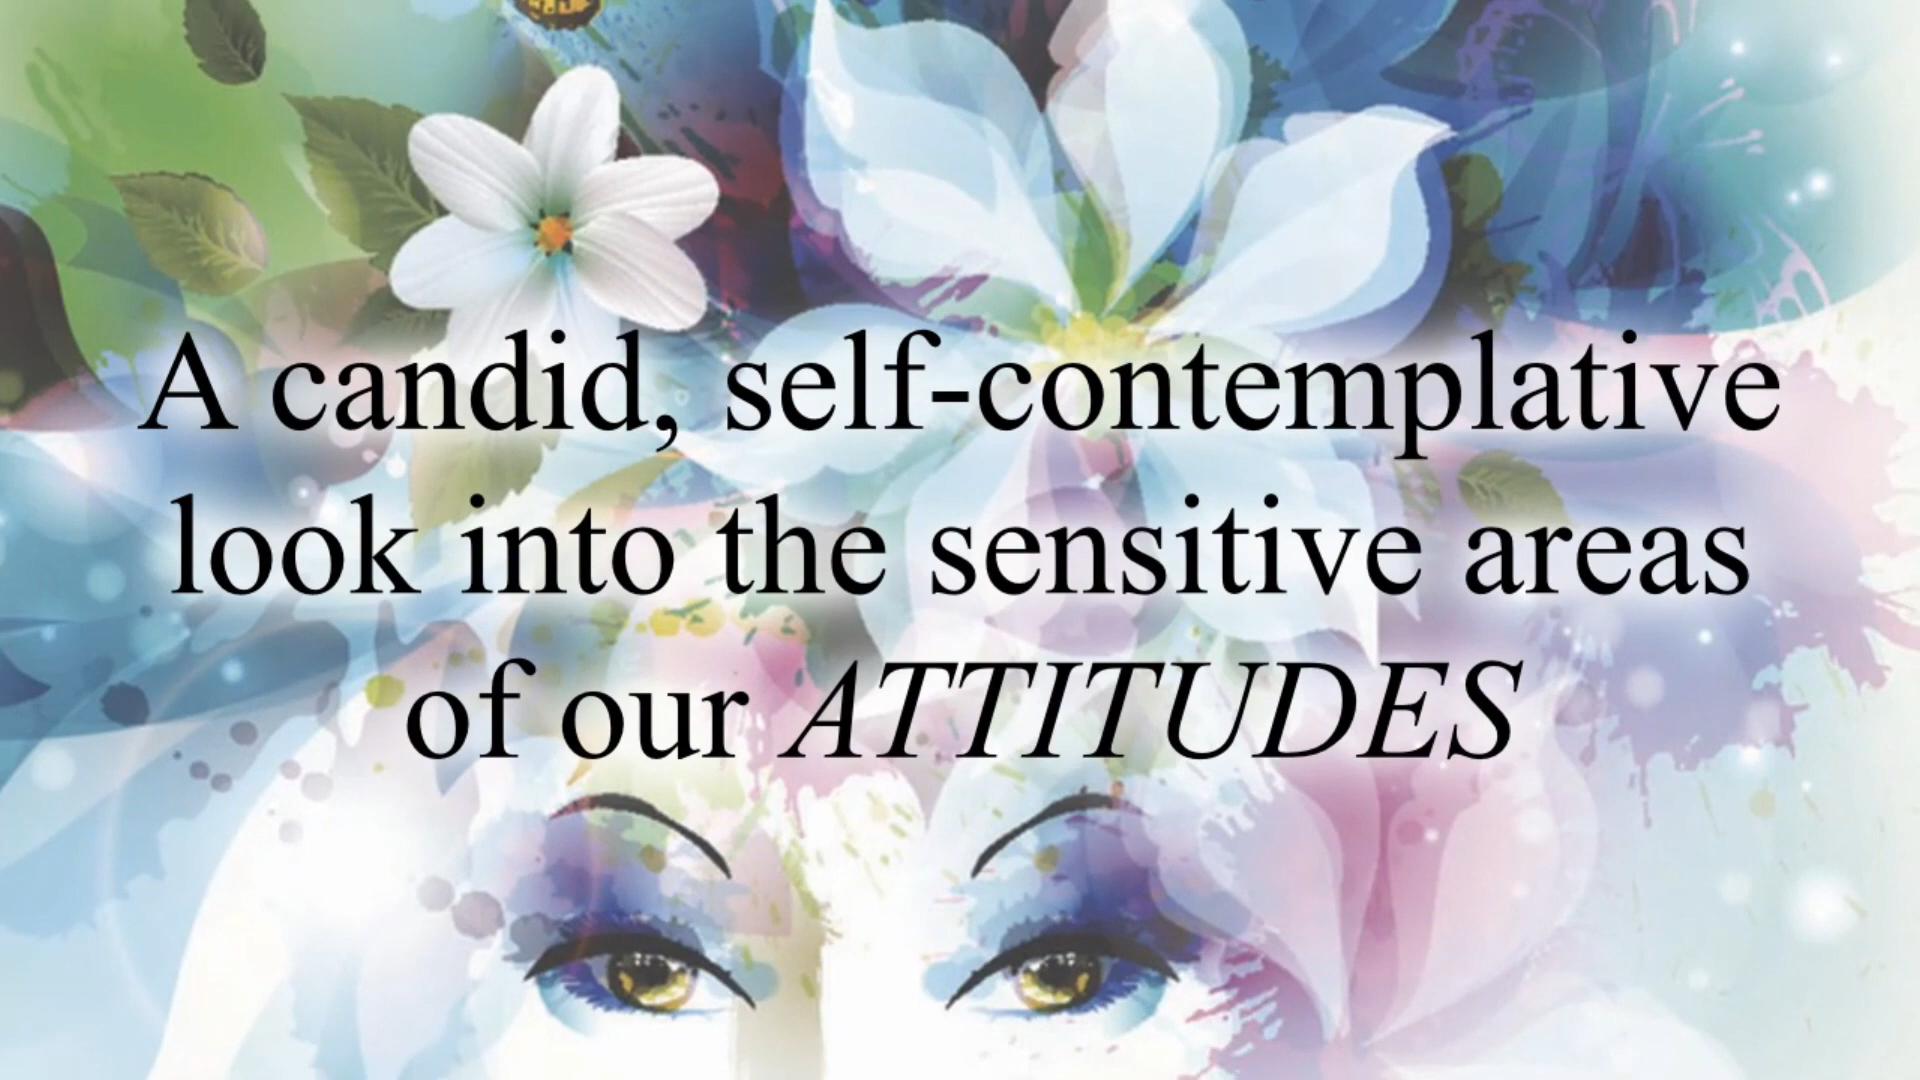 A candid, self-contemplative
look into the sensitive areas
of our ATTITUDES